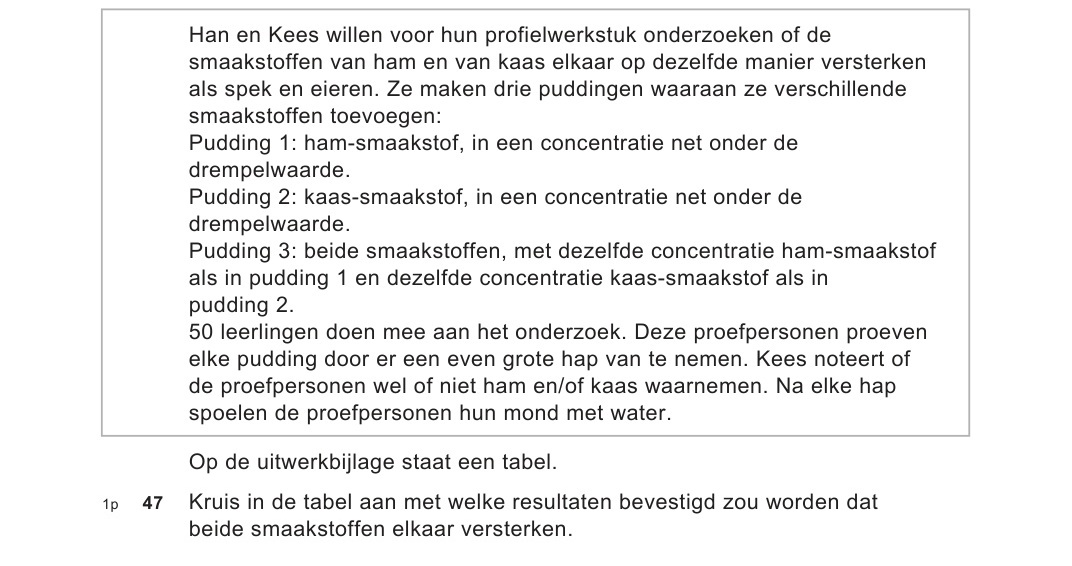 Han en Kees willen voor hun profielwerkstuk onderzoeken of de
smaakstoffen van ham en van kaas elkaar op dezelfde manier versterken
als spek en eieren. Ze maken drie puddingen waaraan ze verschillende
smaakstoffen toevoegen:
Pudding 1: ham-smaakstof, in een concentratie net onder de
drempelwaarde.
Pudding 2: kaas-smaakstof, in een concentratie net onder de
drempelwaarde.
Pudding 3: beide smaakstoffen, met dezelfde concentratie ham-smaakstof
als in pudding 1 en dezelfde concentratie kaas-smaakstof als in
pudding 2.
50 leerlingen doen mee aan het onderzoek. Deze proefpersonen proeven
elke pudding door er een even grote hap van te nemen. Kees noteert of
de proefpersonen wel of niet ham en/of kaas waarnemen. Na elke hap
spoelen de proefpersonen hun mond met water.
Op de uitwerkbijlage staat een tabel.
1p 47 Kruis in de tabel aan met welke resultaten bevestigd zou worden dat
beide smaakstoffen elkaar versterken.